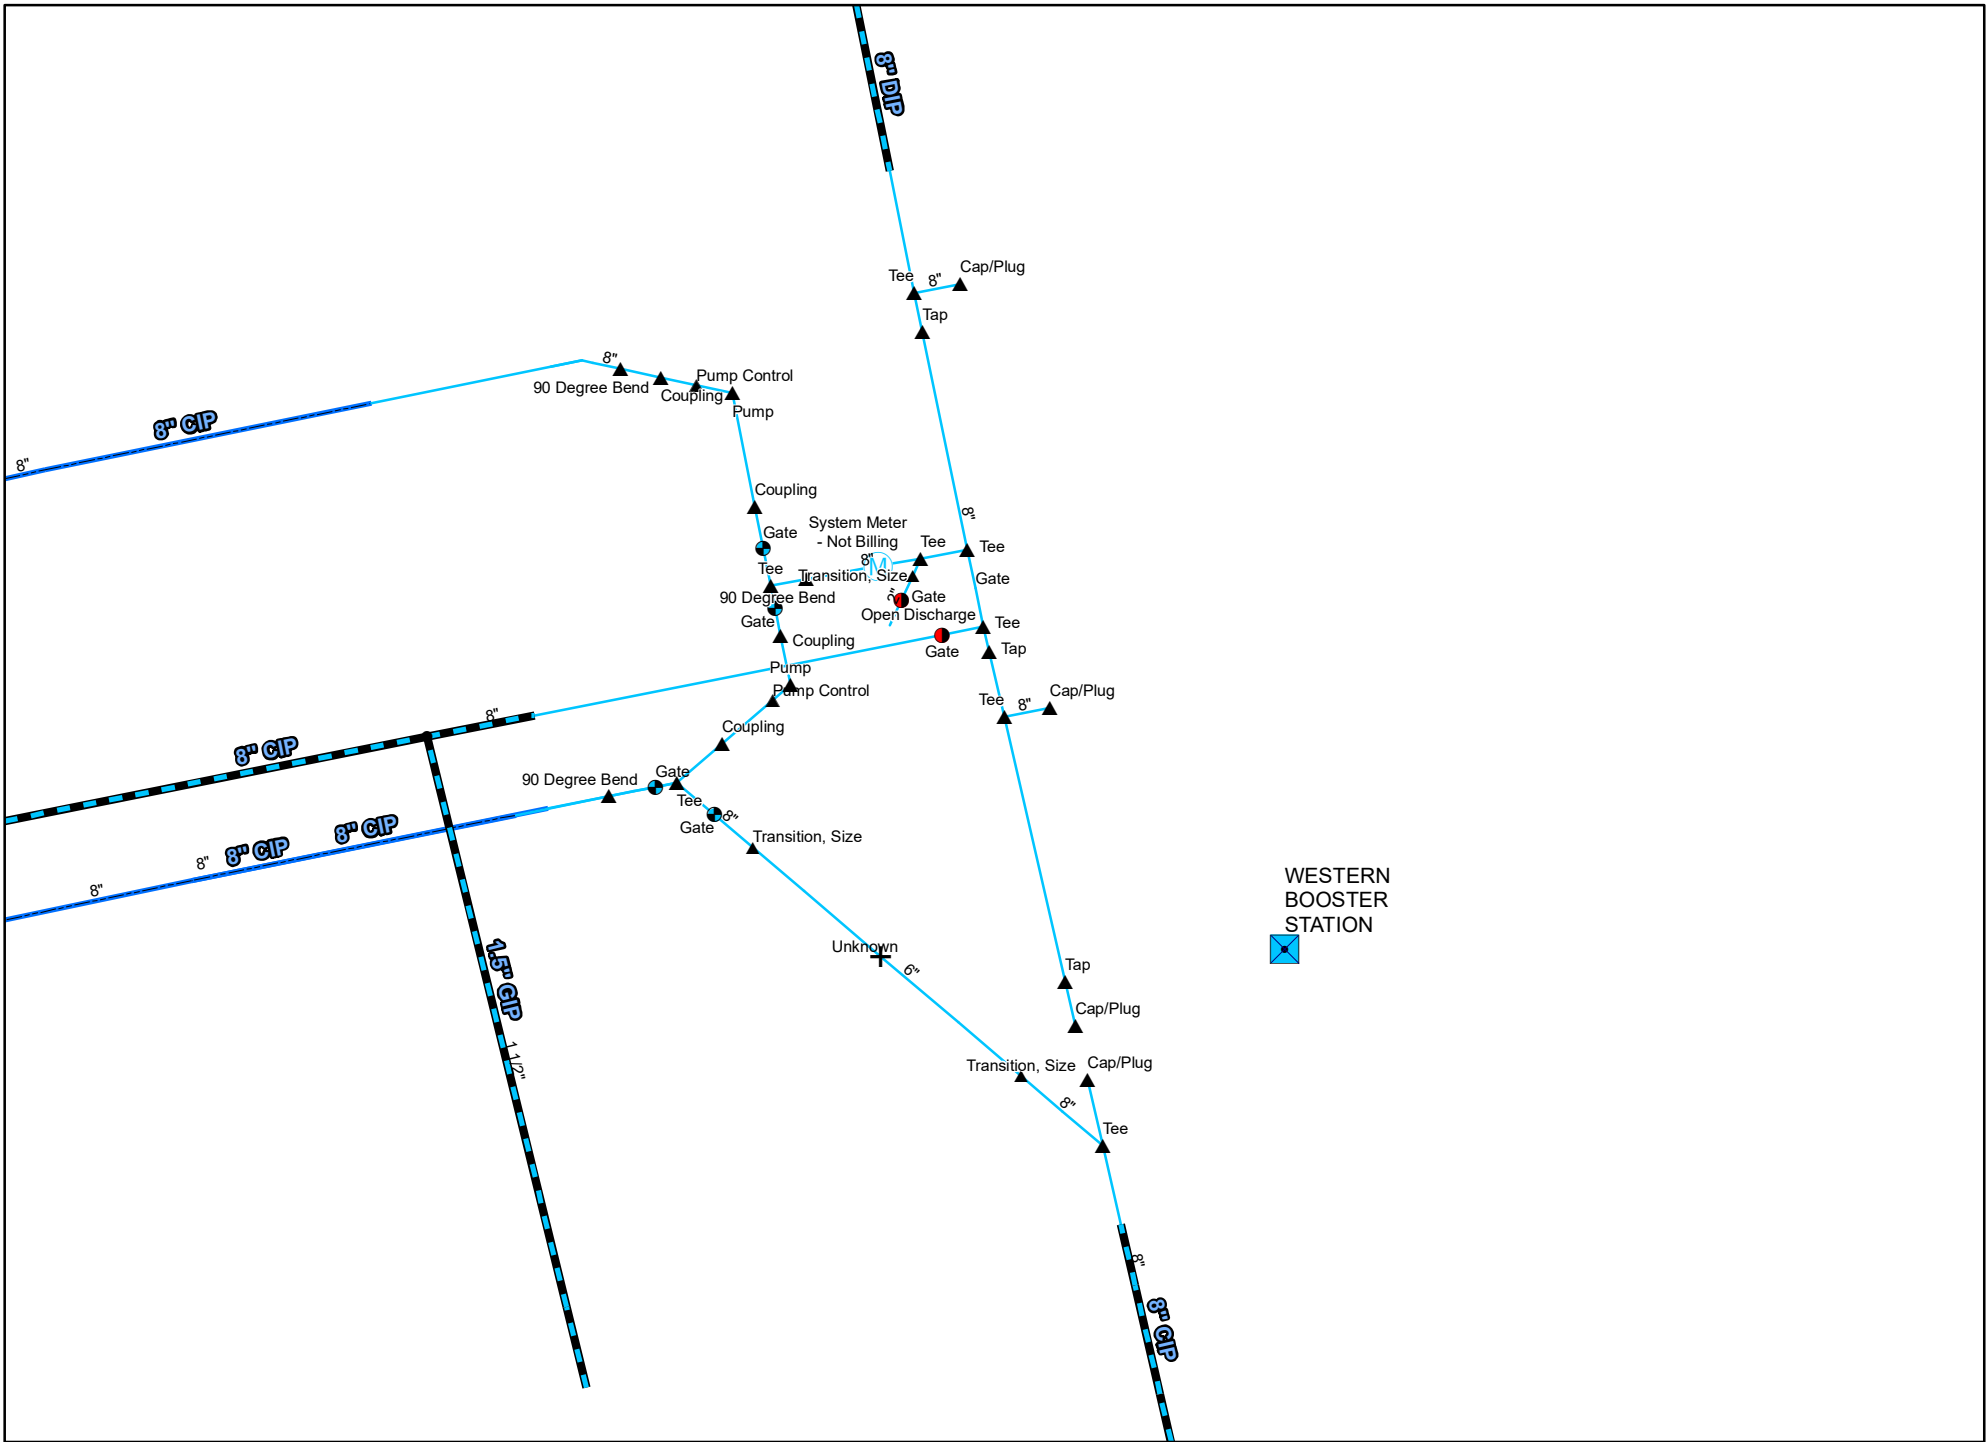 8" DIP
Cap/Plug
Tee
8"
Tap
8"
Pump Control
90 Degree Bend
Coupling
Pump
8" CIP
8"
Coupling
8"
System Meter
- Not Billing
Gate
Tee
Tee
8"
M
Tee
Transition, Size
Gate
90 Degree Bend
2"
Gate
Open Discharge
Gate
Tee
Coupling
Gate
Tap
Pump
Pump Control
Cap/Plug
Tee
8"
8"
Coupling
8" CIP
Gate
90 Degree Bend
Tee
8"
Gate
8" CIP
Transition, Size
8" CIP
8"
8"
WESTERN
BOOSTER
STATION
Unknown
6"
Tap
1.5" GIP
Cap/Plug
1 1/2"
Transition, Size
Cap/Plug
8"
Tee
8"
8" CIP